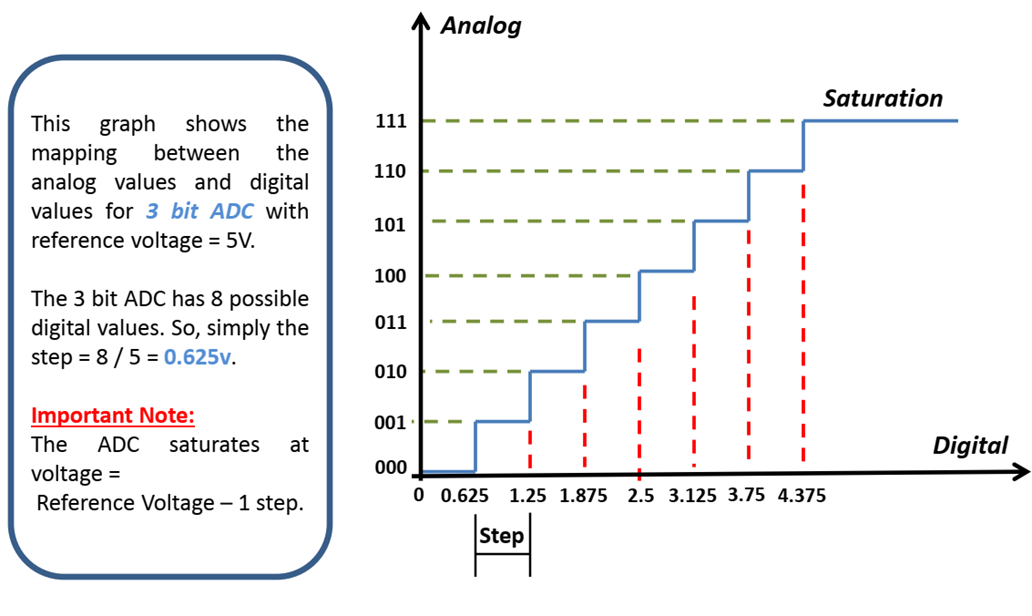 This graph shows the
mapping between the
analog values and digital
values for 3 bit ADC with
reference voltage = 5V.
The 3 bit ADC has 8 possible
digital values. So, simply the
step = 8 / 5 = 0.625v.
Important Note:
The ADC saturates at
voltage =
Reference Voltage – 1 step.
Analog
Saturation
111
110
101
100
011
010
001
000
Digital
0 0.625 1.25 1.875 2.5 3.125 3.75 4.375
Step